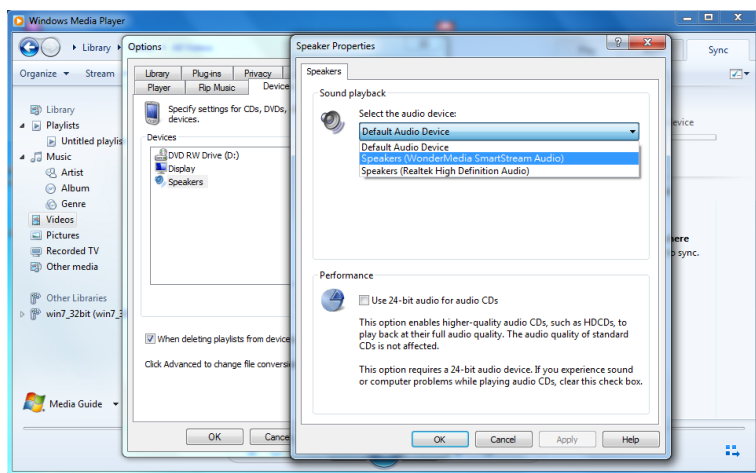 Windows Media Player
Library
Options
Speaker Properties
Sync
Organize
Stream
Library
Plug-ins
Privacy
Player
Rip Music
Device
Speakers
Specify settings for CDs, DVDs,
devices.
Devices
DVD RW Drive (D:)
Display
Speakers
When deleting playlists from device
Click Advanced to change file conversi
OK
Cance
Library
Playlists
Untitled playlis
Music
Artist
Album
Genre
Videos
Pictures
Recorded TV
Other media
Other Libraries
win7_32bit (win7_3
Media Guide
Sound playback
Select the audio device:
Default Audio Device
Default Audio Device
Speakers (WonderMedia SmartStream Audio)
Speakers (Realtek High Definition Audio)
Performance
Use 24-bit audio for audio CDs
This option enables higher-quality audio CDs, such as HDCDs, to
play back at their full audio quality. The audio quality of standard
CDs is not affected.
This option requires a 24-bit audio device. If you experience sound
or computer problems while playing audio CDs, clear this check box.
OK
Cancel
Apply
Help
evice
here
o sync.